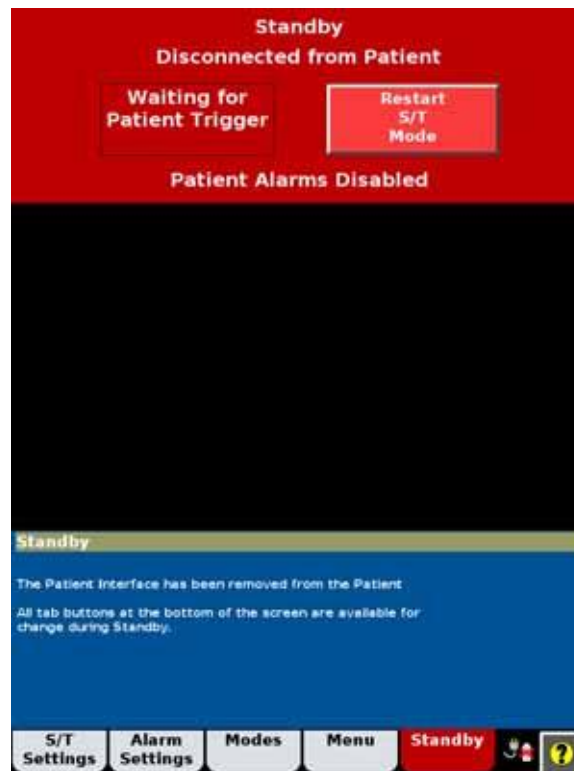 Standby
Disconnected from Patient
Waiting for
Patient Trigger
Restart
S/T
Mode
Patient Alarms Disabled
Standby
The Patient Interface has been removed from the Patient
All tab buttons at the bottom of the screen are available for
change during Standby.
S/T
Settings
Alarm
Settings
Modes
Menu
Standby
?